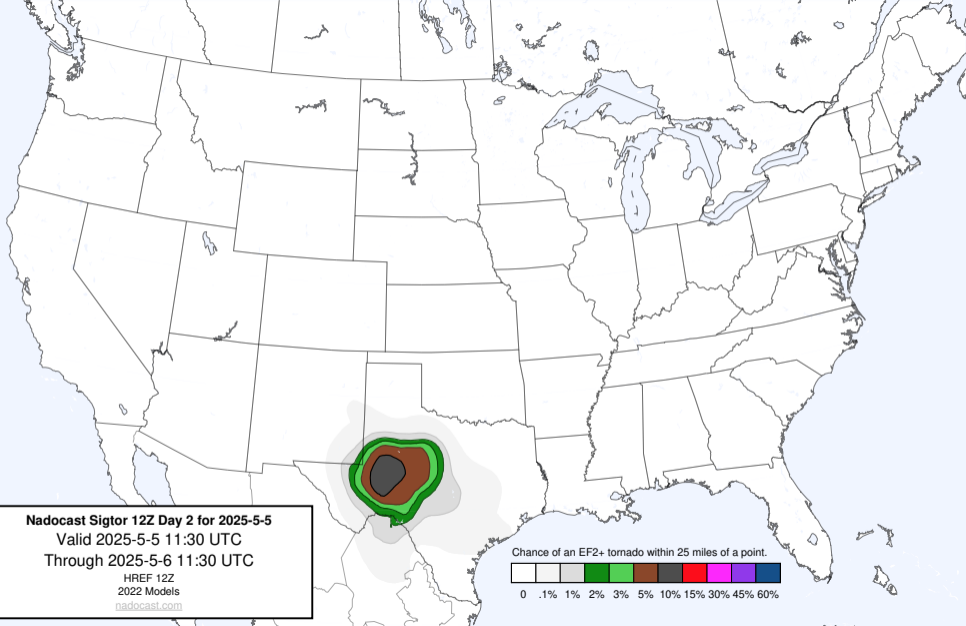 Nadocast Sigtor 12Z Day 2 for 2025-5-5
Valid 2025-5-5 11:30 UTC
Through 2025-5-6 11:30 UTC
HREF 12Z
2022 Models
nadocast.com
Chance of an EF2+ tornado within 25 miles of a point.
0 .1% 1% 2% 3% 5% 10% 15% 30% 45% 60%